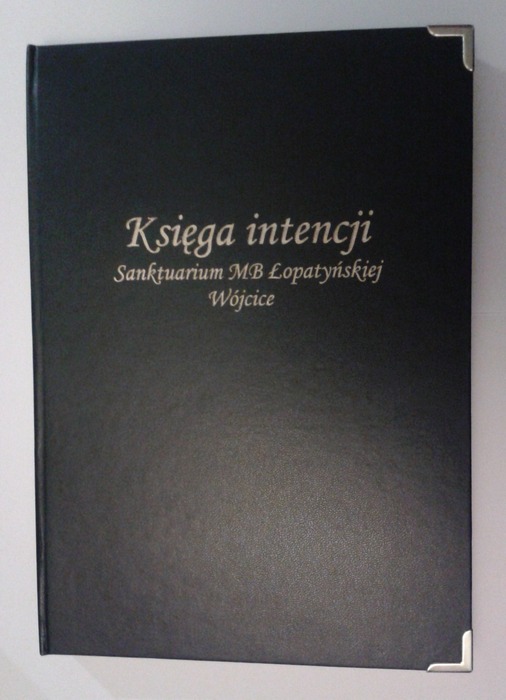 Księga intencji
Sanktuarium MB Łopatyńskiej
Wójcice